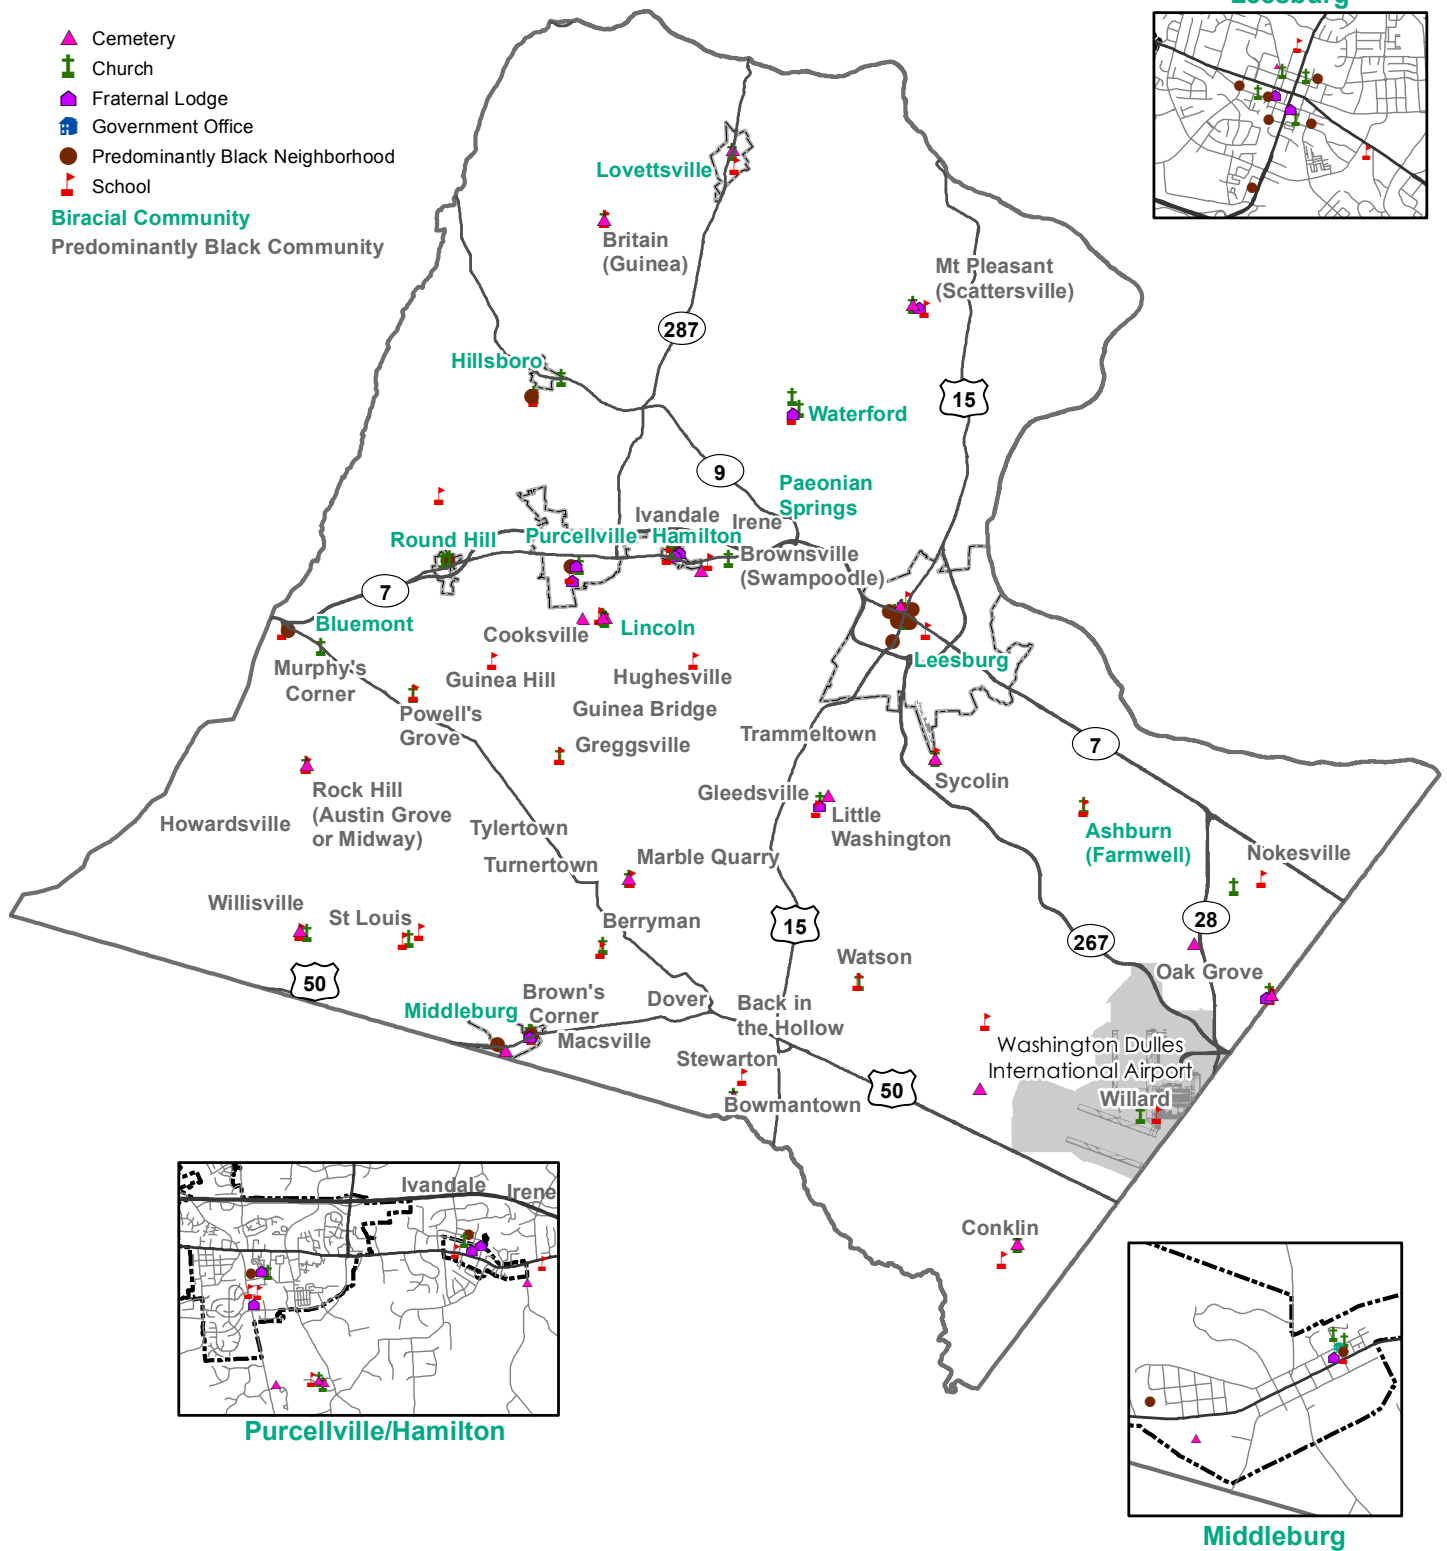 Leesburg
Cemetery
Church
Fraternal Lodge
Government Office
Predominantly Black Neighborhood
School
Biracial Community
Predominantly Black Community
Lovettsville
Britain
(Guinea)
Mt Pleasant
(Scattersville)
287
Hillsboro
15
Waterford
9
Paeonian
Springs
Ivandale
Irene
Round Hill
Purcellville
Hamilton
Brownsville
(Swampoodle)
7
Bluemont
Cooksville
Lincoln
Murphy's
Corner
Guinea Hill
Hughesville
Leesburg
Powell's
Grove
Guinea Bridge
Trammeltown
Greggsville
7
Sycolin
Rock Hill
(Austin Grove
or Midway)
Gleedsville
Little
Washington
Howardsville
Tylertown
Ashburn
(Farmwell)
Turnertown
Marble Quarry
Nokesville
Willisville
St Louis
Berryman
15
28
267
Watson
Oak Grove
50
Brown's
Corner
Dover
Middleburg
Back in
the Hollow
Macsville
Washington Dulles
International Airport
Stewarton
50
Willard
Bowmantown
Ivandale
Irene
Conklin
Purcellville/Hamilton
Middleburg